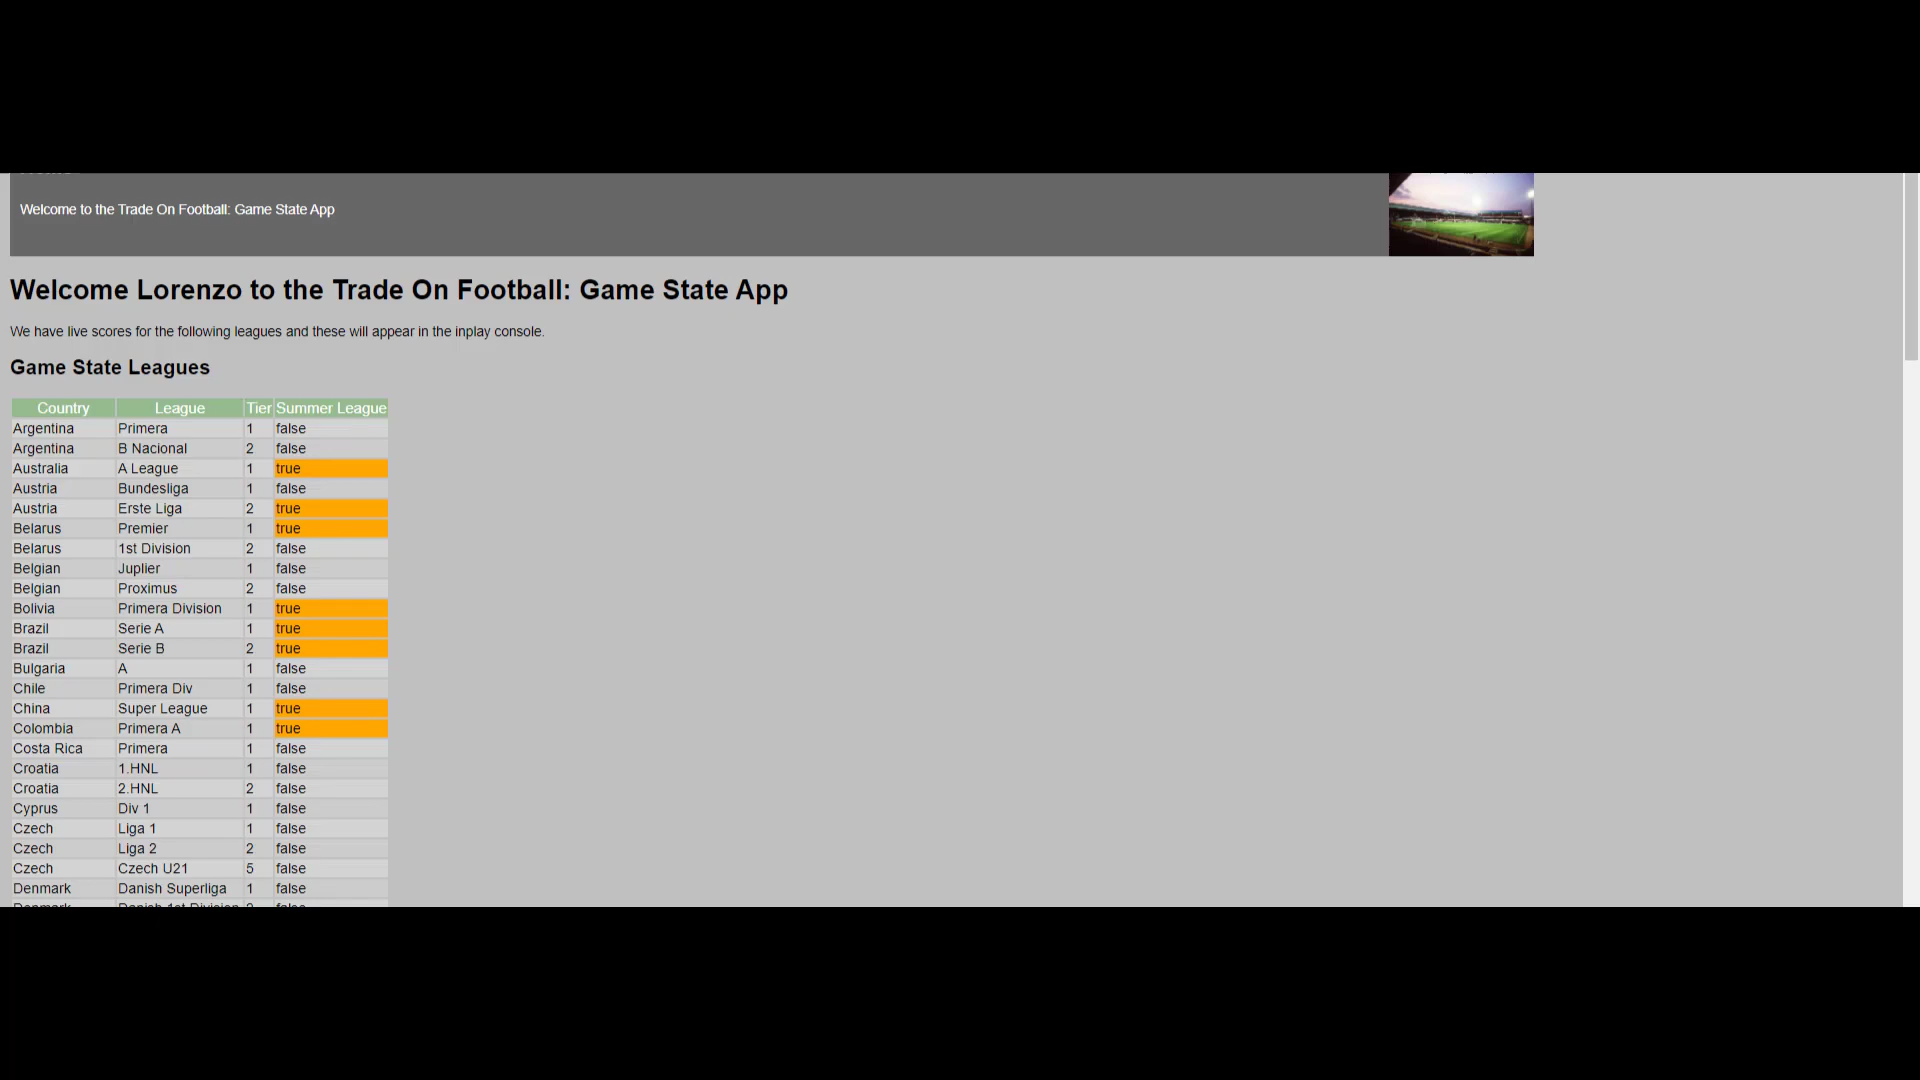 Welcome to the Trade On Football: Game State App
Welcome Lorenzo to the Trade On Football: Game State App
We have live scores for the following leagues and these will appear in the inplay console.
Game State Leagues
Country League Tier Summer League
Argentina Primera 1 false
Argentina B Nacional 2 false
Australia A League 1 true
Austria Bundesliga 1 false
Austria Erste Liga 2 true
Belarus Premier 1 true
Belarus 1st Division 2 false
Belgian Juplier 1 false
Belgian Proximus 2 false
Bolivia Primera Division 1 true
Brazil Serie A 1 true
Brazil Serie B 2 true
Bulgaria A 1 false
Chile Primera Div 1 false
China Super League 1 true
Colombia Primera A 1 true
Costa Rica Primera 1 false
Croatia 1.HNL 1 false
Croatia 2.HNL 2 false
Cyprus Div 1 1 false
Czech Liga 1 1 false
Czech Liga 2 2 false
Czech Czech U21 5 false
Denmark Danish Superliga 1 false
Denmark Danish 1st Division 2 false